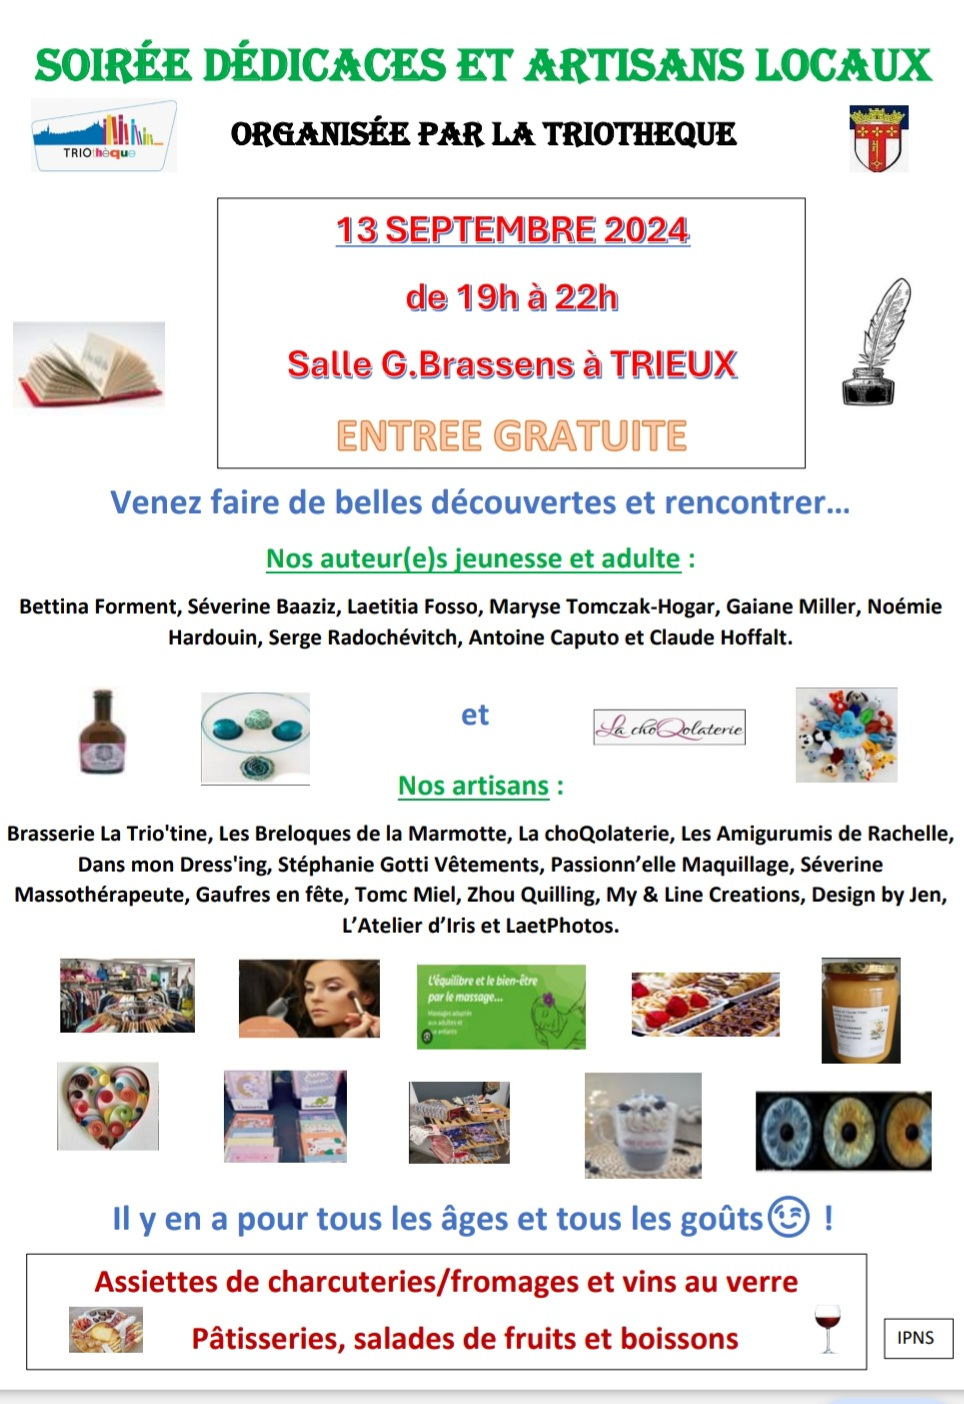 SOIRÉE DÉDICACES ET ARTISANS LOCAUX
TRIOthèque
ORGANISÉE PAR LA TRIOTHEQUE
13 SEPTEMBRE 2024
de 19h à 22h
Salle G.Brassens à TRIEUX
ENTREE GRATUITE
Venez faire de belles découvertes et rencontrer...
Nos auteur(e)s jeunesse et adulte :
Bettina Forment, Séverine Baaziz, Laetitia Fosso, Maryse Tomczak-Hogar, Gaiane Miller, Noémie
Hardouin, Serge Radochévitch, Antoine Caputo et Claude Hoffalt.
et
La choQolaterie
Nos artisans :
Brasserie La Trio'tine, Les Breloques de la Marmotte, La choQolaterie, Les Amigurumis de Rachelle,
Dans mon Dress'ing, Stéphanie Gotti Vêtements, Passionn’elle Maquillage, Séverine
Massothérapeute, Gaufres en fête, Tomc Miel, Zhou Quilling, My & Line Creations, Design by Jen,
L’Atelier d’Iris et LaetPhotos.
L'équilibre et le bien-être
par le massage...
Massages adaptés
aux adultes et
enfants
Il y en a pour tous les âges et tous les goûts😉 !
Assiettes de charcuteries/fromages et vins au verre
Pâtisseries, salades de fruits et boissons
IPNS